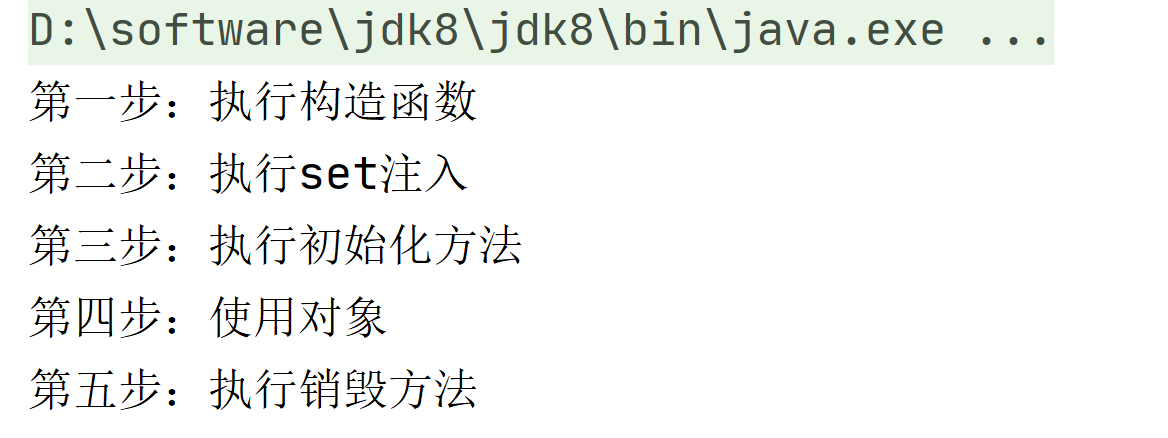 D:\software\jdk8\jdk8\bin\java.exe ...
第一步：执行构造函数
第二步：执行set注入
第三步：执行初始化方法
第四步：使用对象
第五步：执行销毁方法